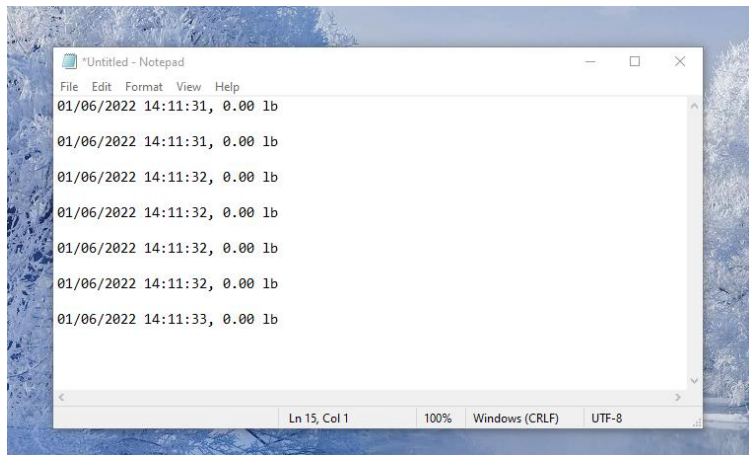 *Untitled - Notepad
File Edit Format View Help
01/06/2022 14:11:31, 0.00 lb
01/06/2022 14:11:31, 0.00 lb
01/06/2022 14:11:32, 0.00 lb
01/06/2022 14:11:32, 0.00 lb
01/06/2022 14:11:32, 0.00 lb
01/06/2022 14:11:32, 0.00 lb
01/06/2022 14:11:33, 0.00 lb
Ln 15, Col 1 100% Windows (CRLF) UTF-8